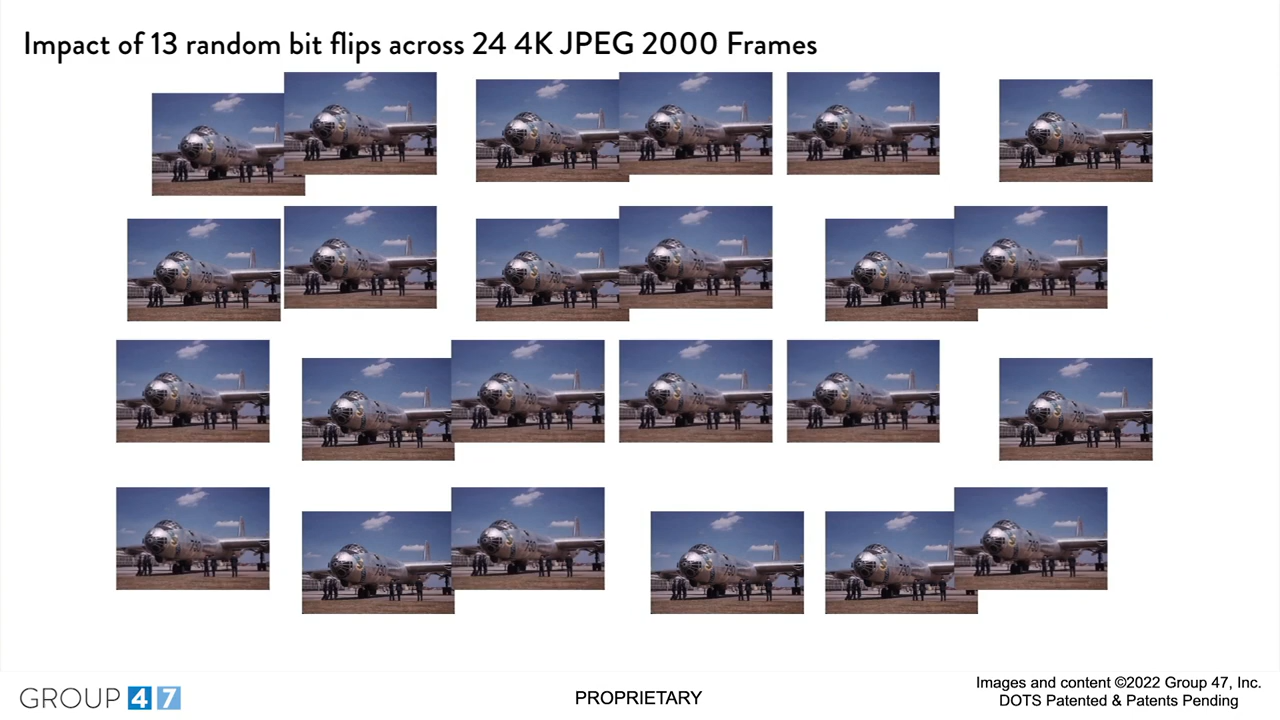 Impact of 13 random bit flips across 24 4K JPEG 2000 Frames
GROUP 47
PROPRIETARY
Images and content ©2022 Group 47, Inc.
DOTS Patented & Patents Pending